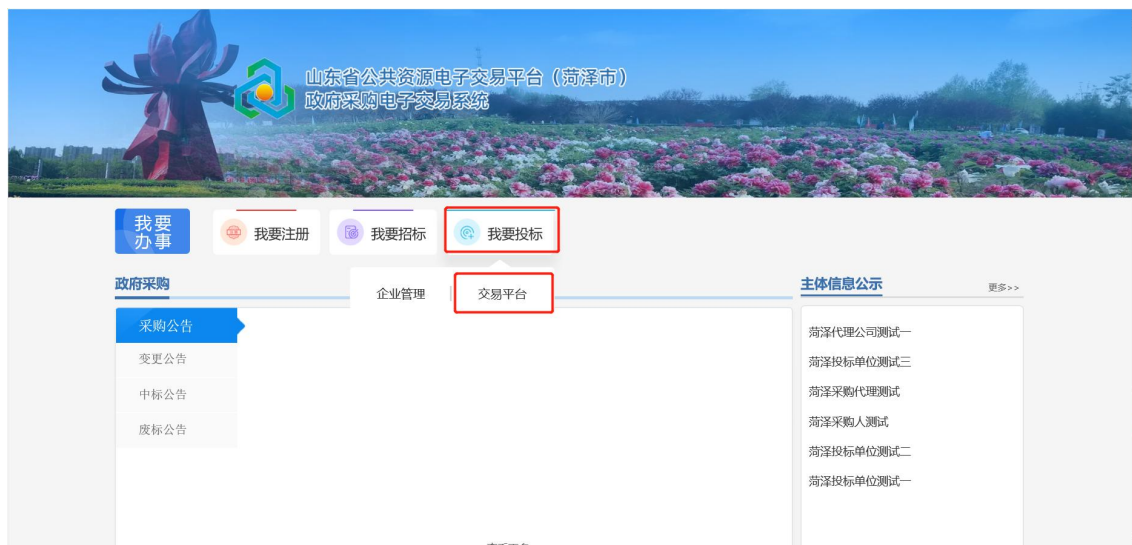 山东省公共资源电子交易平台（菏泽市）
政府采购电子交易系统
我要
办事
我要注册
我要招标
我要投标
企业管理
交易平台
政府采购
采购公告
变更公告
中标公告
废标公告
主体信息公示
更多>>
菏泽代理公司测试一
菏泽投标单位测试三
菏泽采购代理测试
菏泽采购人测试
菏泽投标单位测试二
菏泽投标单位测试一